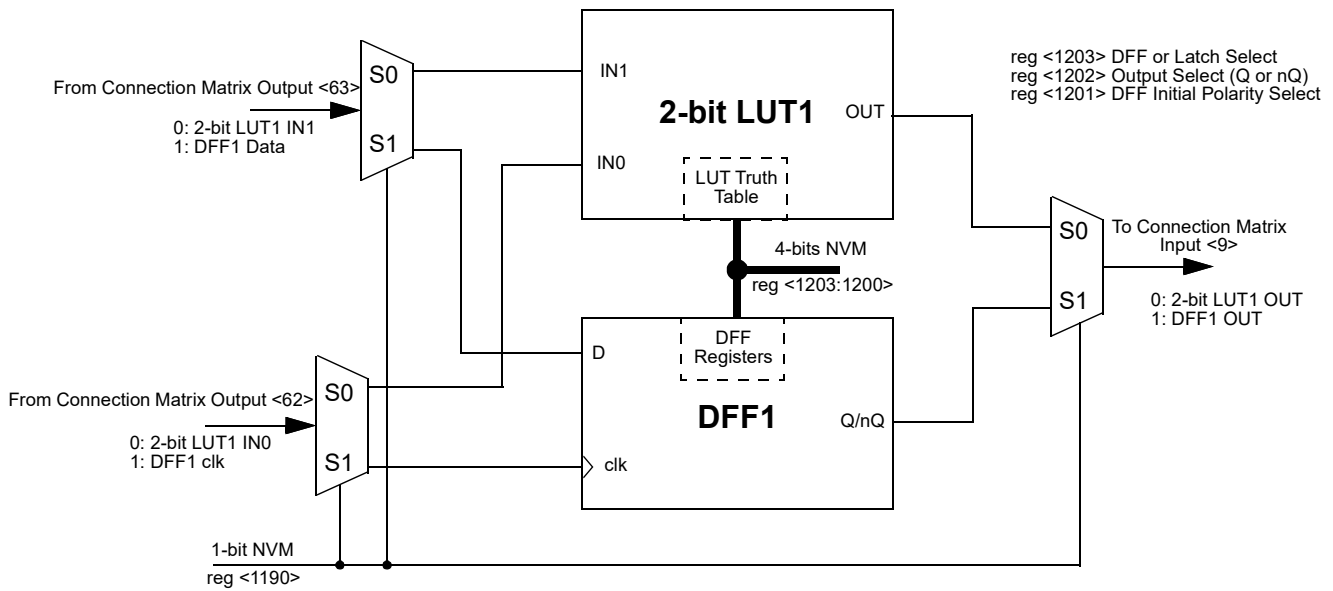 reg <1203> DFF or Latch Select
reg <1202> Output Select (Q or nQ)
reg <1201> DFF Initial Polarity Select
From Connection Matrix Output <63>
0: 2-bit LUT1 IN1
1: DFF1 Data
S0
S1
IN1
IN0
2-bit LUT1
OUT
LUT Truth
Table
4-bits NVM
reg <1203:1200>
S0
S1
To Connection Matrix
Input <9>
0: 2-bit LUT1 OUT
1: DFF1 OUT
From Connection Matrix Output <62>
0: 2-bit LUT1 IN0
1: DFF1 clk
S0
S1
D
clk
DFF
Registers
DFF1
Q/nQ
1-bit NVM
reg <1190>